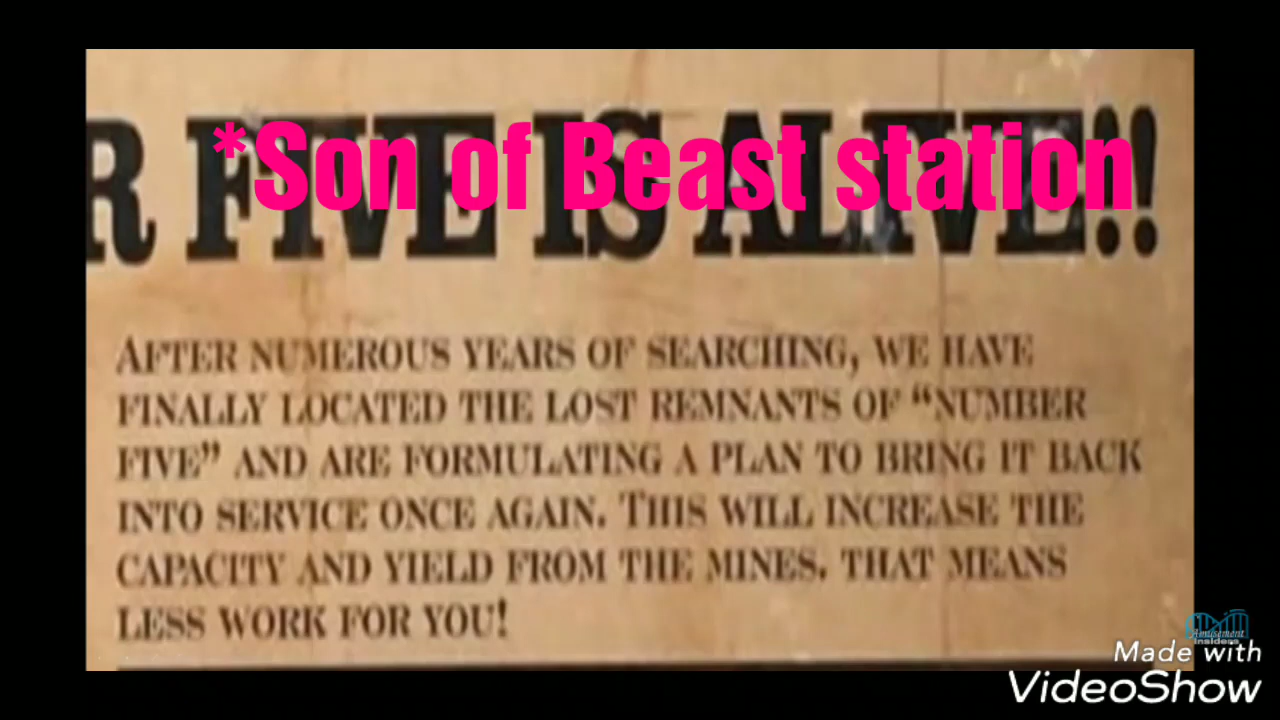 R FIVE IS ALIVE!!
*Son of Beast station
AFTER NUMEROUS YEARS OF SEARCHING, WE HAVE
FINALLY LOCATED THE LOST REMNANTS OF “NUMBER
FIVE” AND ARE FORMULATING A PLAN TO BRING IT BACK
INTO SERVICE ONCE AGAIN. THIS WILL INCREASE THE
CAPACITY AND YIELD FROM THE MINES. THAT MEANS
LESS WORK FOR YOU!
Amusement
Insiders
Made with
VideoShow